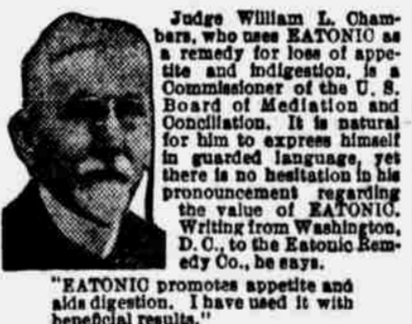 Judge William L. Cham-
bers, who uses EATONIC as
a remedy for loss of appe-
tite and indigestion, is a
Commissioner of the U. S.
Board of Mediation and
Conciliation. It is natural
for him to express himself
in guarded language, yet
there is no hesitation in his
pronouncement regarding
the value of EATONIC.
Writing from Washington,
D. C., to the Eatonic Rem-
edy Co., he says.
"EATONIC promotes appetite and
aids digestion. I have used it with
beneficial results."